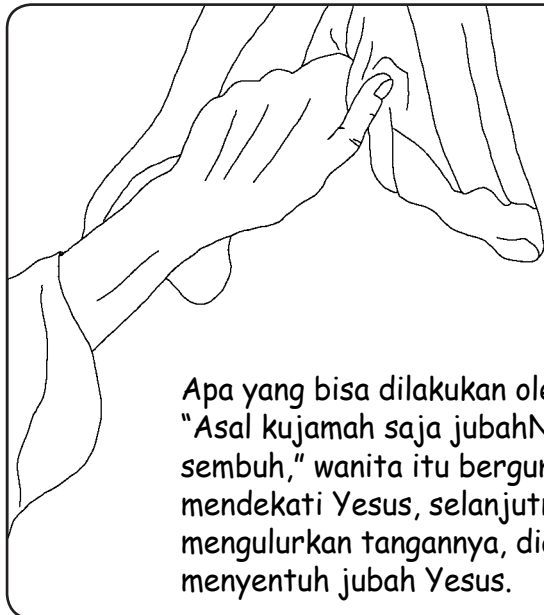 Apa yang bisa dilakukan
“Asal kujamah saja
sembuh,” wanita itu
mendekati Yesus,
mengulurkan tangannya,
menyentuh jubah Yesus.